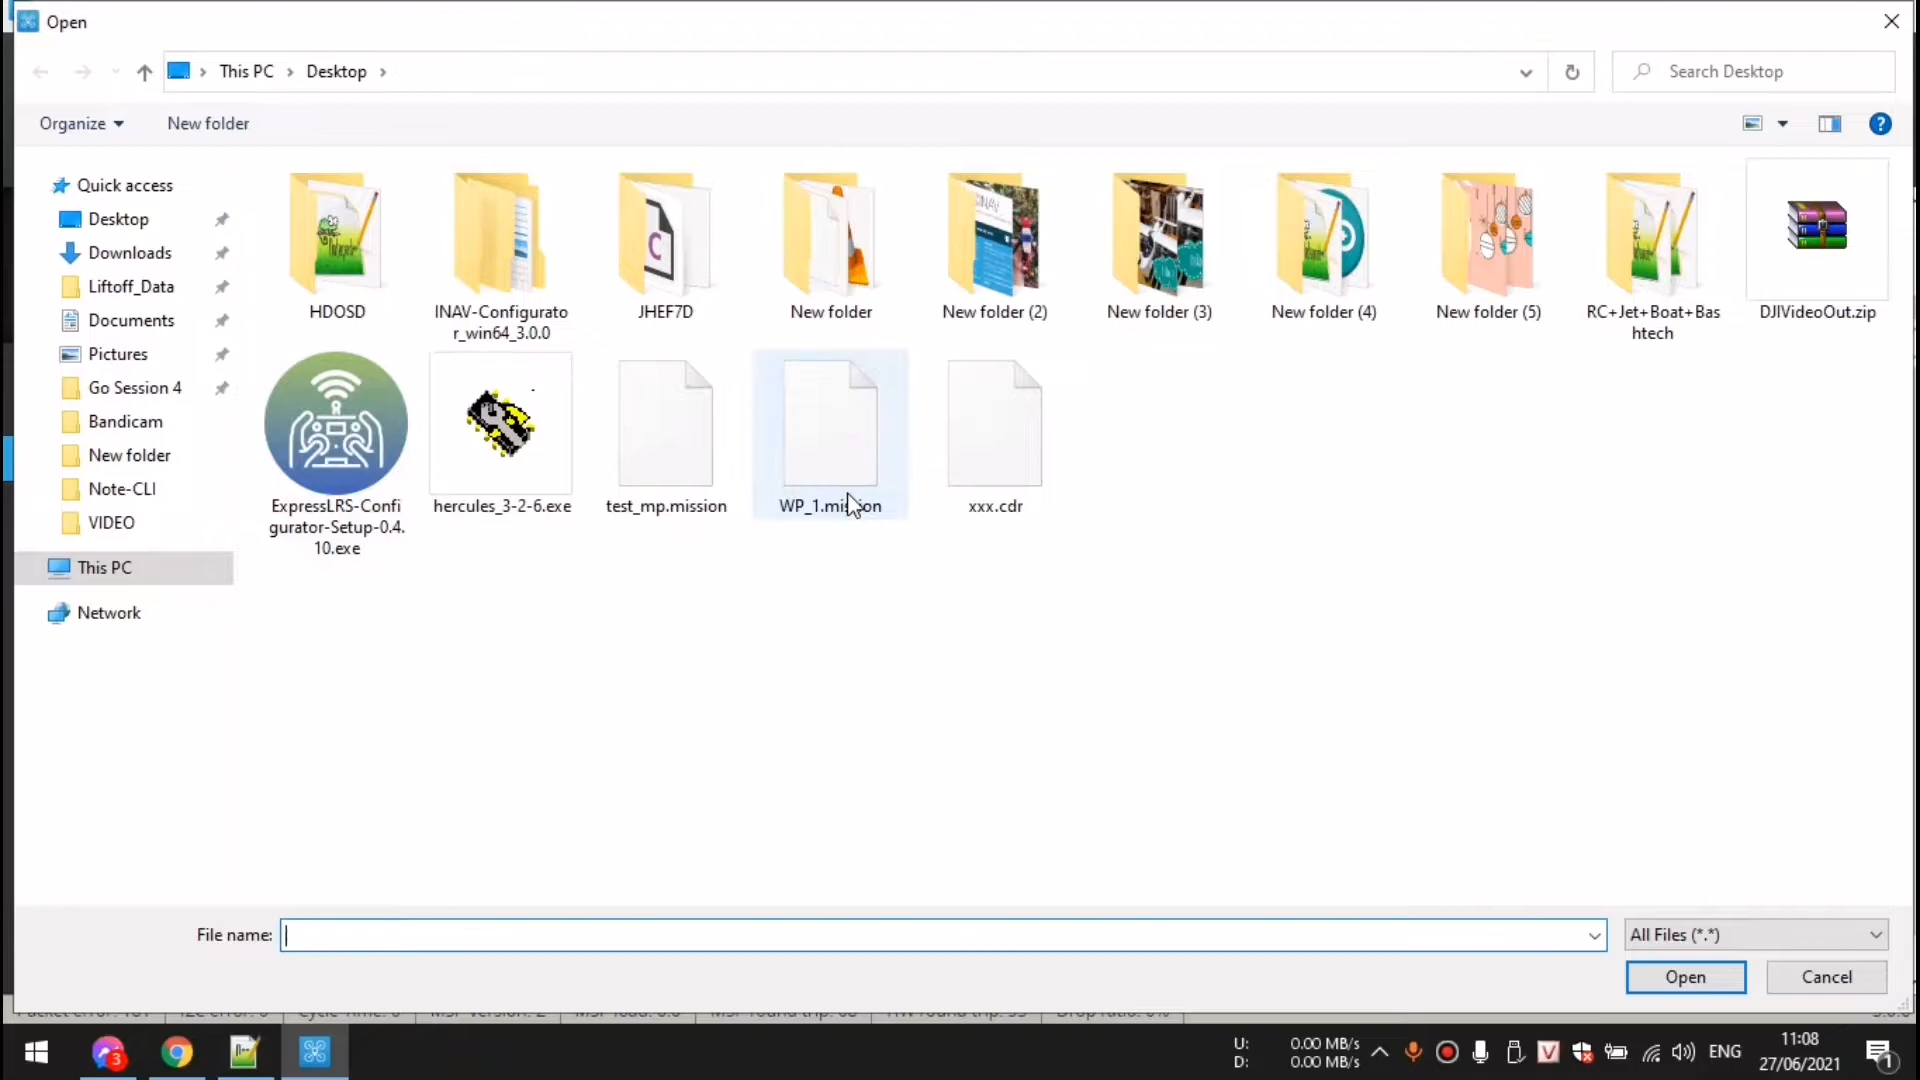 Open
This PC
Desktop
Search Desktop
Organize
New folder
Quick access
Desktop
Downloads
Liftoff_Data
Documents
Pictures
Go Session 4
Bandicam
New folder
Note-CLI
VIDEO
This PC
Network
HDOSD
INAV-Configurato
r_win64_3.0.0
JHEF7D
New folder
New folder (2)
New folder (3)
New folder (4)
New folder (5)
RC+Jet+Boat+Bas
htech
DJIVideoOut.zip
ExpressLRS-Confi
gurator-Setup-0.4.
10.exe
hercules_3-2-6.exe
test_mp.mission
WP_1.mission
xxx.cdr
File name:
All Files (*.*)
Open
Cancel
U: 0.00 MB/s
D: 0.00 MB/s
ENG
11:08
27/06/2021
3
1